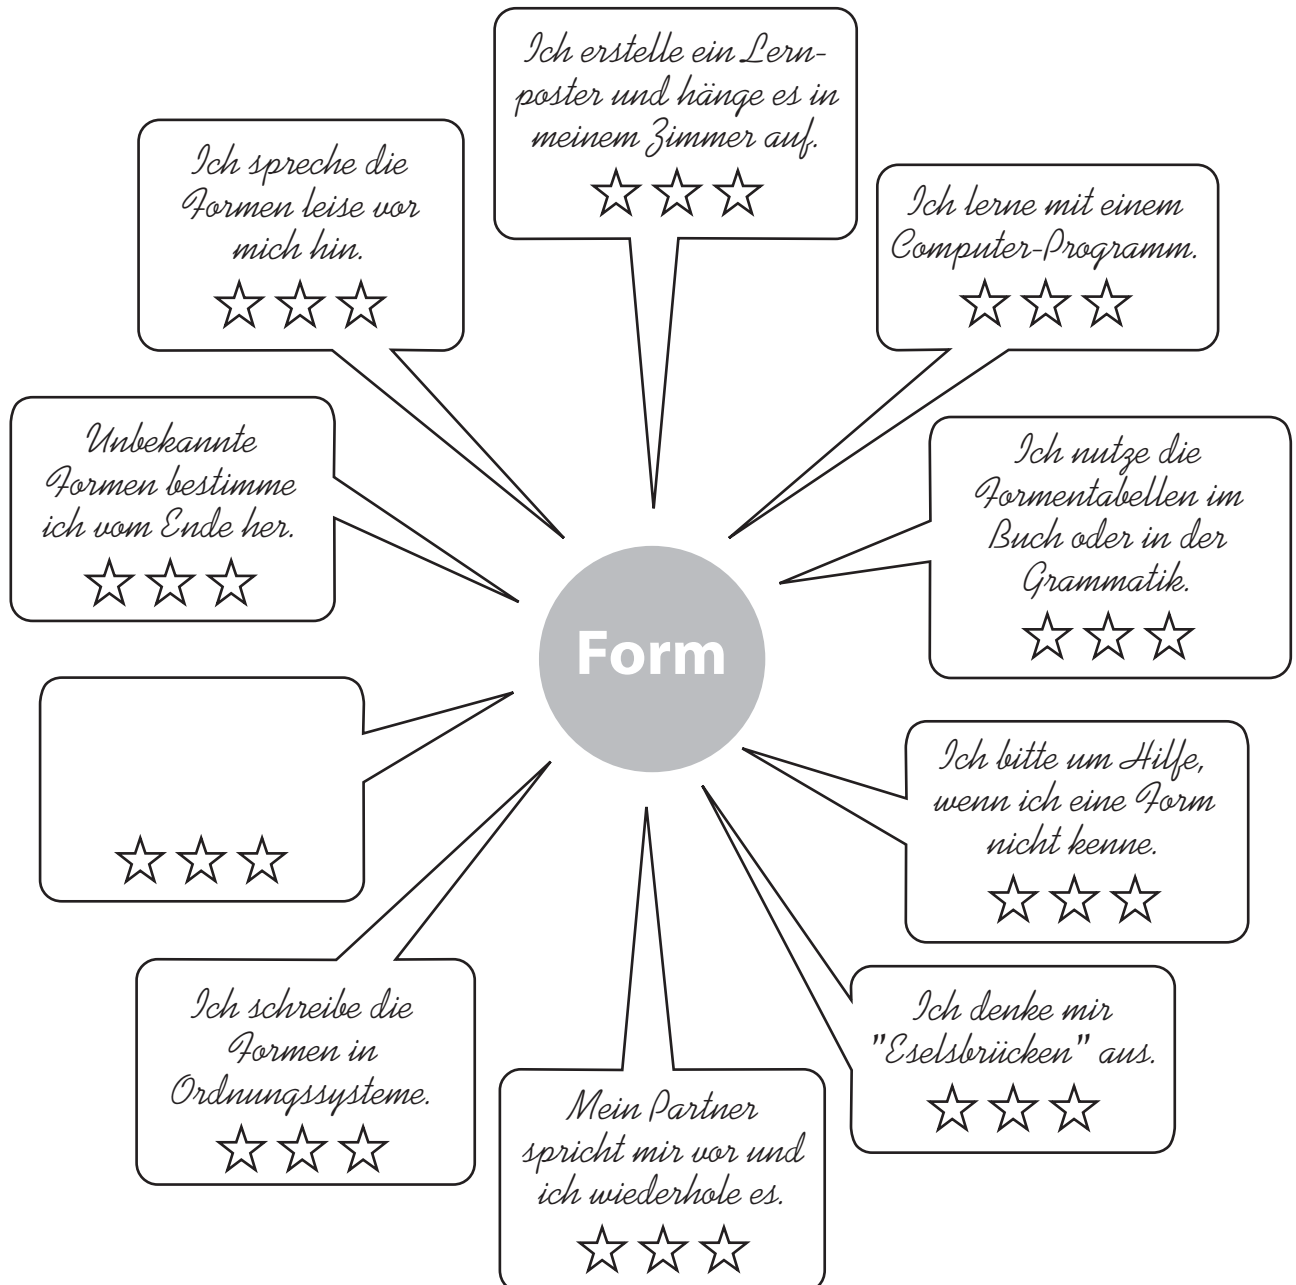 Ich erstelle ein Lern-
poster und hänge es in
meinem Zimmer auf.
Ich spreche die
Formen leise vor
mich hin.
Ich lerne mit einem
Computer-Programm.
Unbekannte
Formen bestimme
ich vom Ende her.
Ich nutze die
Formentabellen im
Buch oder in der
Grammatik.
Form
Ich bitte um Hilfe,
wenn ich eine Form
nicht kenne.
Ich schreibe die
Formen in
Ordnungssysteme.
Ich denke mir
"Eselsbrücken" aus.
Mein Partner
spricht mir vor und
ich wiederhole es.